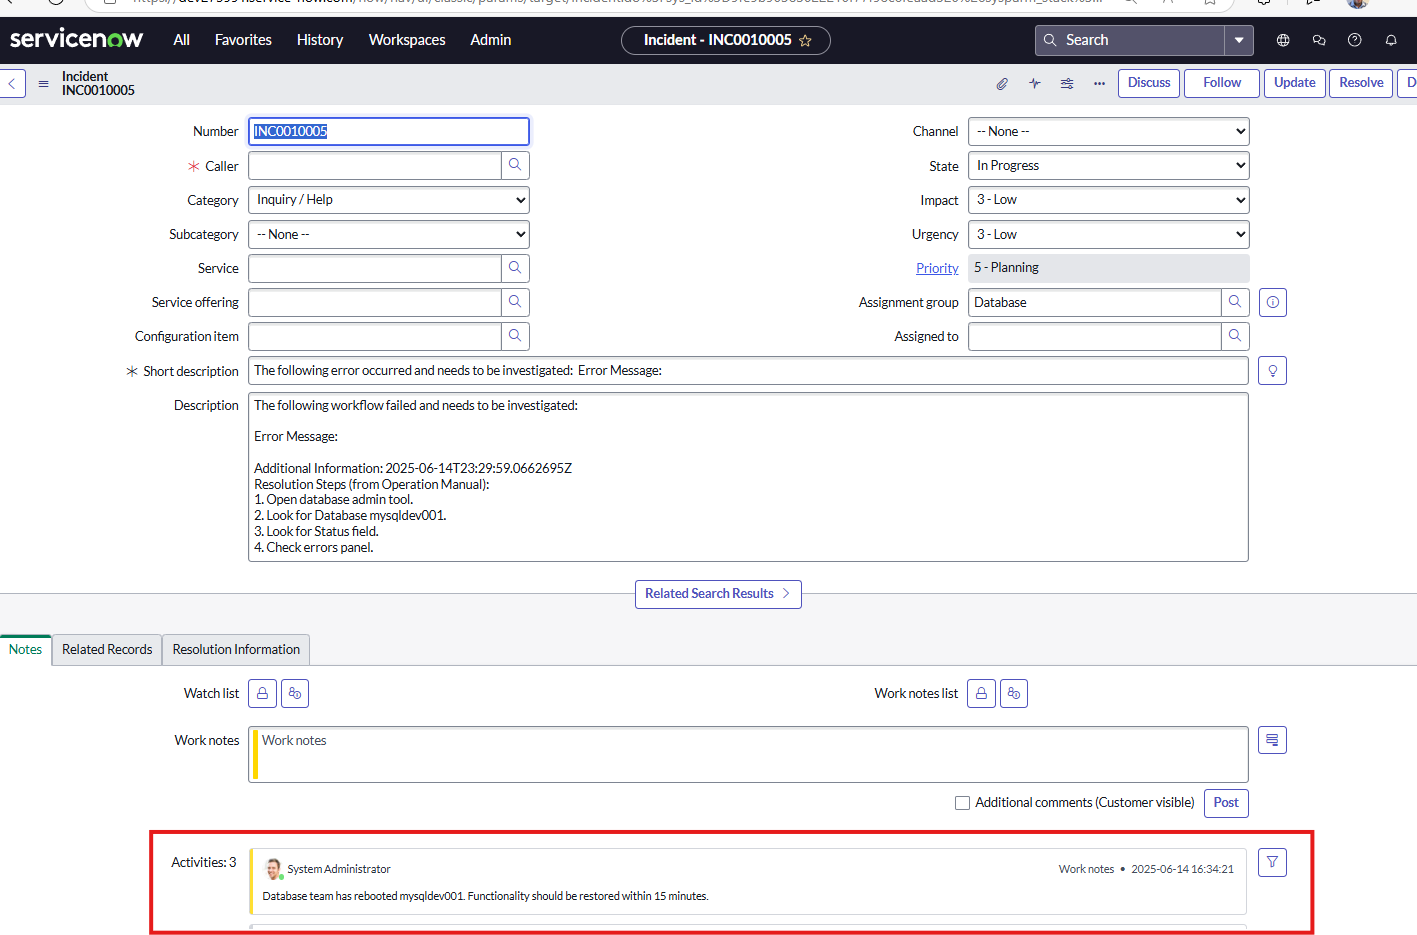 servicenow All Favorites History Workspaces Admin Incident - INC0010005 Search
Incident
INC0010005
Discuss Follow Update Resolve
Number INC0010005
Channel -- None --
Caller
State In Progress
Category Inquiry / Help
Impact 3 - Low
Subcategory -- None --
Urgency 3 - Low
Service
Priority 5 - Planning
Service offering
Assignment group Database
Configuration item
Assigned to
Short description The following error occurred and needs to be investigated: Error Message:
Description The following workflow failed and needs to be investigated:
Error Message:
Additional Information: 2025-06-14T23:29:59.0662695Z
Resolution Steps (from Operation Manual):
1. Open database admin tool.
2. Look for Database mysqldev001.
3. Look for Status field.
4. Check errors panel.
Related Search Results
Notes Related Records Resolution Information
Watch list
Work notes list
Work notes Work notes
Additional comments (Customer visible) Post
Activities: 3 System Administrator Work notes • 2025-06-14 16:34:21
Database team has rebooted mysqldev001. Functionality should be restored within 15 minutes.